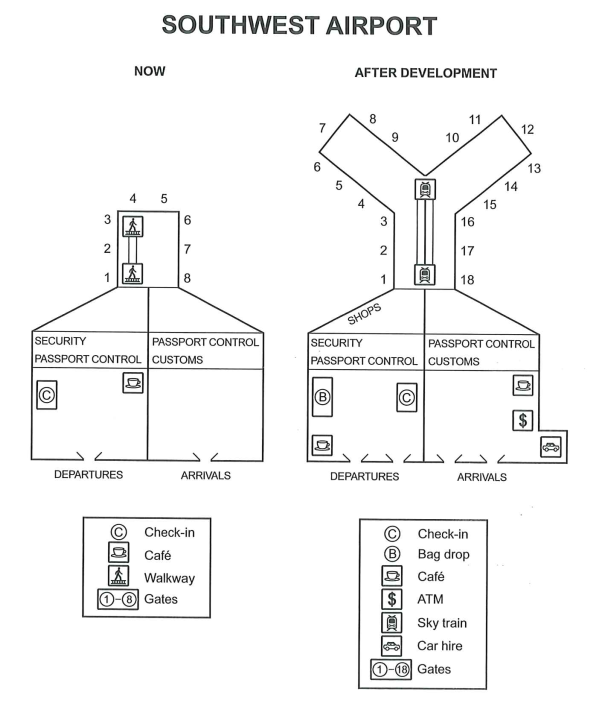 SOUTHWEST AIRPORT
NOW
4 5
3 6
2 7
1 8
SECURITY
PASSPORT CONTROL
PASSPORT CONTROL
CUSTOMS
C
DEPARTURES
ARRIVALS
C Check-in
Café
Walkway
1-8 Gates
AFTER DEVELOPMENT
7 8 9 10 11 12
6 13
5 14
4 15
3 16
2 17
1 18
SHOPS
SECURITY
PASSPORT CONTROL
PASSPORT CONTROL
CUSTOMS
B
C
$
DEPARTURES
ARRIVALS
C Check-in
B Bag drop
Café
$ ATM
Sky train
Car hire
1-18 Gates